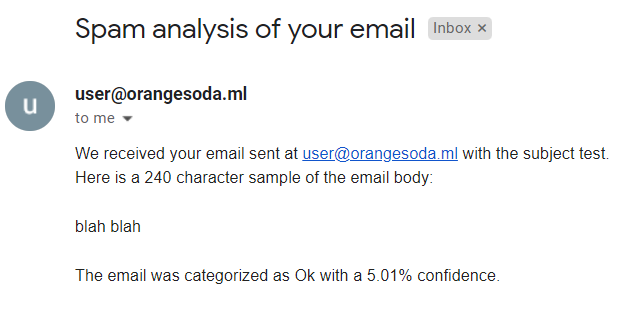 Spam analysis of your email Inbox ×
u
user@orangesoda.ml
to me
We received your email sent at user@orangesoda.ml with the subject test.
Here is a 240 character sample of the email body:
blah blah
The email was categorized as Ok with a 5.01% confidence.